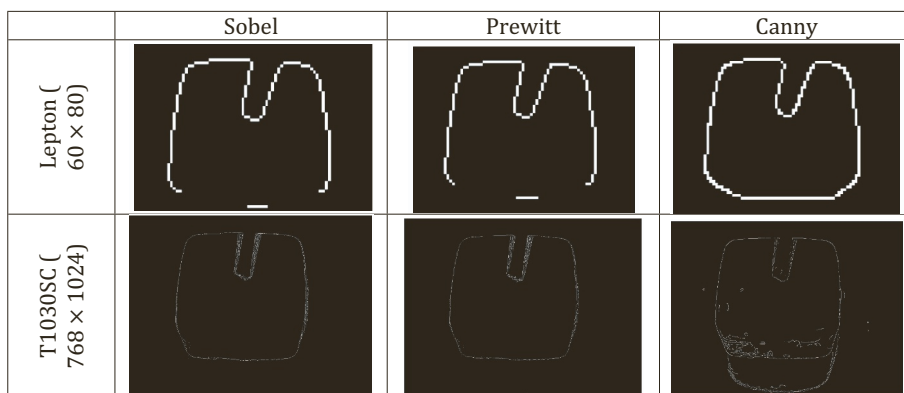 Sobel Prewitt Canny
Lepton (
60 × 80)
T1030SC (
768 × 1024)